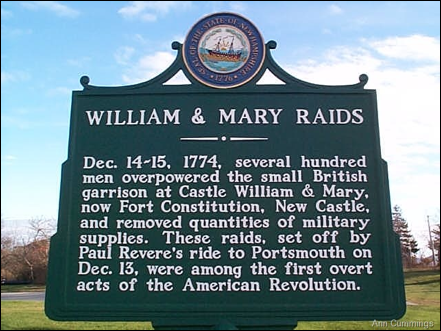 SEAL OF THE STATE OF NEW HAMPSHIRE
1776
WILLIAM & MARY RAIDS
Dec. 14-15, 1774, several hundred
men overpowered the small British
garrison at Castle William & Mary,
now Fort Constitution, New Castle,
and removed quantities of military
supplies. These raids, set off by
Paul Revere's ride to Portsmouth on
Dec. 13, were among the first overt
acts of the American Revolution.
Ann Cummings